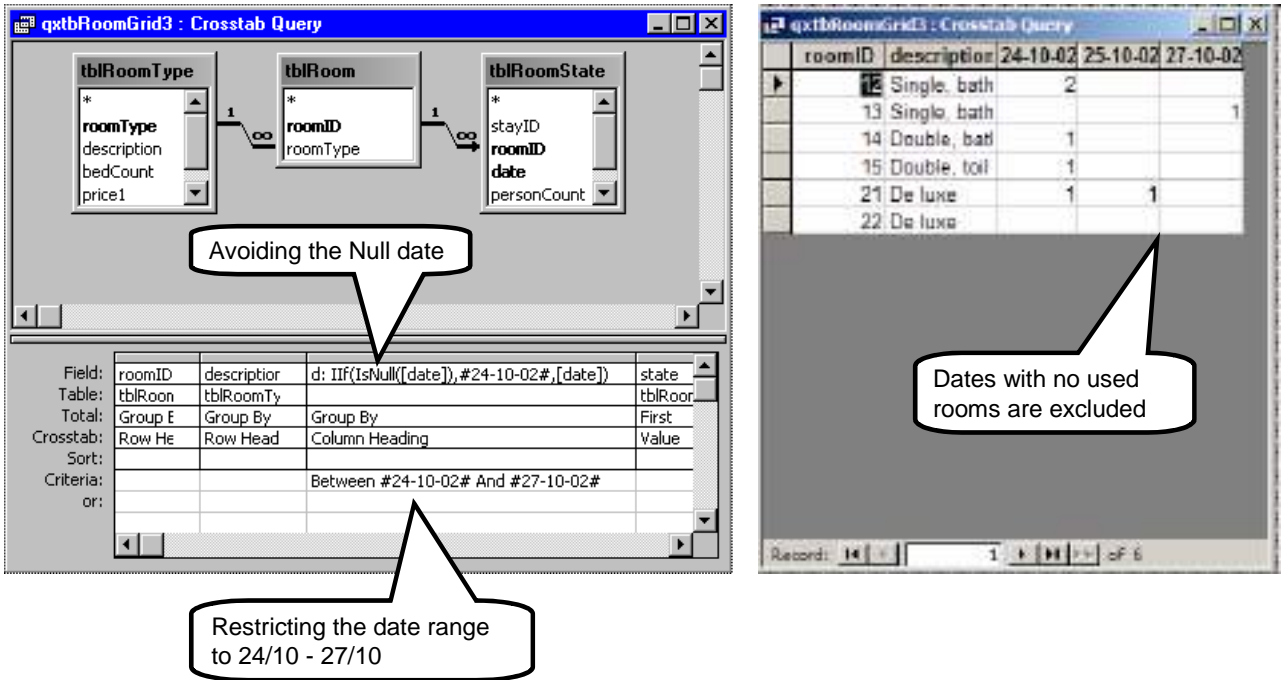 qxtbRoomGrid3 : Crosstab Query
tblRoomType
*
roomType
description
bedCount
price1
1
∞
tblRoom
*
roomID
roomType
1
∞
tblRoomState
*
stayID
roomID
date
personCount
Avoiding the Null date
Field: roomID description d: IIf(IsNull([date]),#24-10-02#,[date]) state
Table: tblRoon tblRoomTy tblRoor
Total: Group E Group By Group By First
Crosstab: Row He Row Head Column Heading Value
Sort:
Criteria: Between #24-10-02# And #27-10-02#
or:
Restricting the date range
to 24/10 - 27/10
qxtbRoomGrid3 : Crosstab Query
roomID description 24-10-02 25-10-02 27-10-02
12 Single, bath 2
13 Single, bath 1
14 Double, batl 1
15 Double, toil 1
21 De luxe 1 1
22 De luxe
Dates with no used
rooms are excluded
Record: 1 of 6